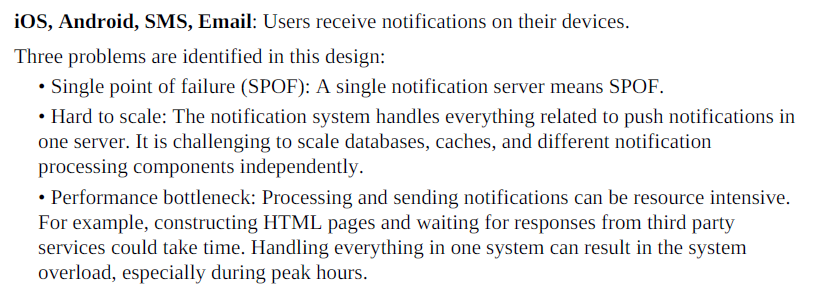 iOS, Android, SMS, Email: Users receive notifications on their devices.
Three problems are identified in this design:
• Single point of failure (SPOF): A single notification server means SPOF.
• Hard to scale: The notification system handles everything related to push notifications in
one server. It is challenging to scale databases, caches, and different notification
processing components independently.
• Performance bottleneck: Processing and sending notifications can be resource intensive.
For example, constructing HTML pages and waiting for responses from third party
services could take time. Handling everything in one system can result in the system
overload, especially during peak hours.